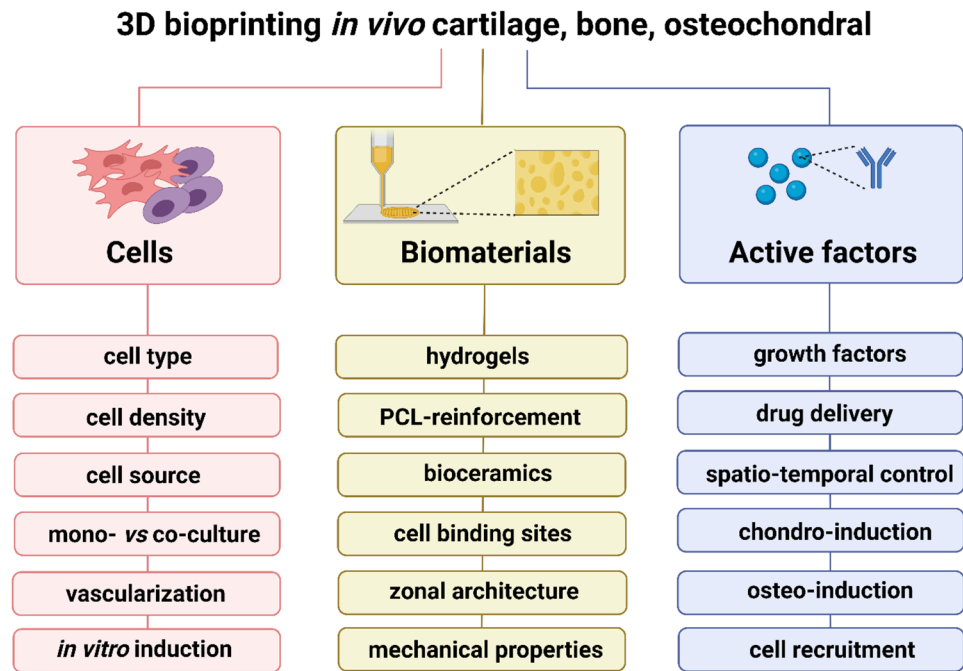 3D bioprinting in vivo cartilage, bone, osteochondral
Cells
cell type
cell density
cell source
mono- vs co-culture
vascularization
in vitro induction
Biomaterials
hydrogels
PCL-reinforcement
bioceramics
cell binding sites
zonal architecture
mechanical properties
Active factors
growth factors
drug delivery
spatio-temporal control
chondro-induction
osteo-induction
cell recruitment